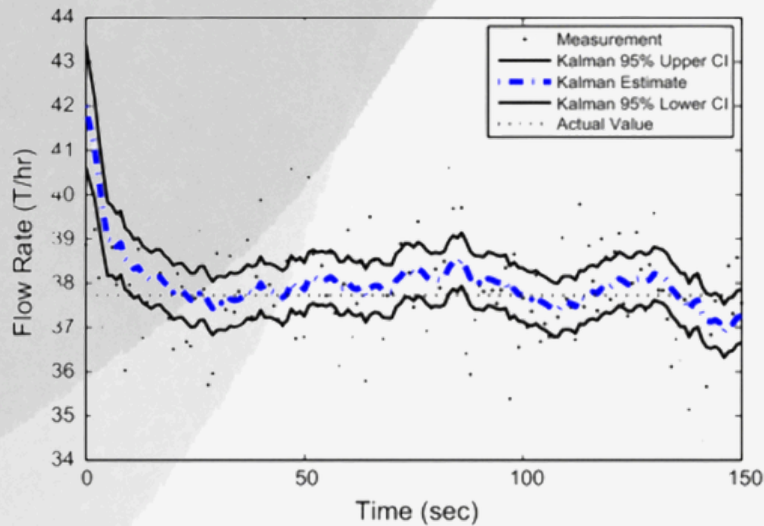 44
43
42
41
40
39
38
37
36
35
34
0
50
100
150
Flow Rate (T/hr)
Time (sec)
Measurement
Kalman 95% Upper CI
Kalman Estimate
Kalman 95% Lower CI
Actual Value